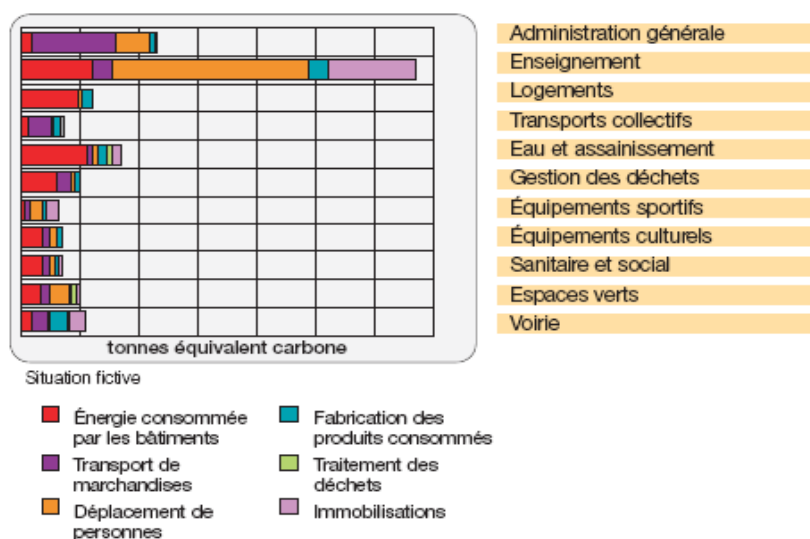 Administration générale
Enseignement
Logements
Transports collectifs
Eau et assainissement
Gestion des déchets
Équipements sportifs
Équipements culturels
Sanitaire et social
Espaces verts
Voirie
tonnes équivalent carbone
Situation fictive
Énergie consommée
par les bâtiments
Transport de
marchandises
Déplacement de
personnes
Fabrication des
produits consommés
Traitement des
déchets
Immobilisations